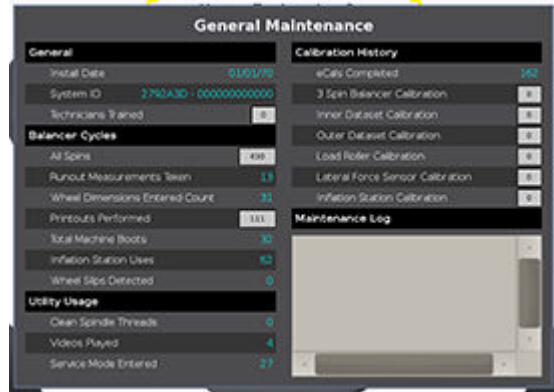 General Maintenance
General
Install Date 01/01/70
System ID 2792A3D - 000000000000
Technicians Trained 0
Balancer Cycles
All Spins 430
Runout Measurements Taken 13
Wheel Dimensions Entered Count 31
Printouts Performed 111
Total Machine Boots 30
Inflation Station Uses 62
Wheel Slips Detected 0
Utility Usage
Clean Spindle Threads 0
Videos Played 4
Service Mode Entered 27
Calibration History
eCals Completed 162
3 Spin Balancer Calibration 0
Inner Dataset Calibration 0
Outer Dataset Calibration 0
Load Roller Calibration 0
Lateral Force Sensor Calibration 0
Inflation Station Calibration 0
Maintenance Log